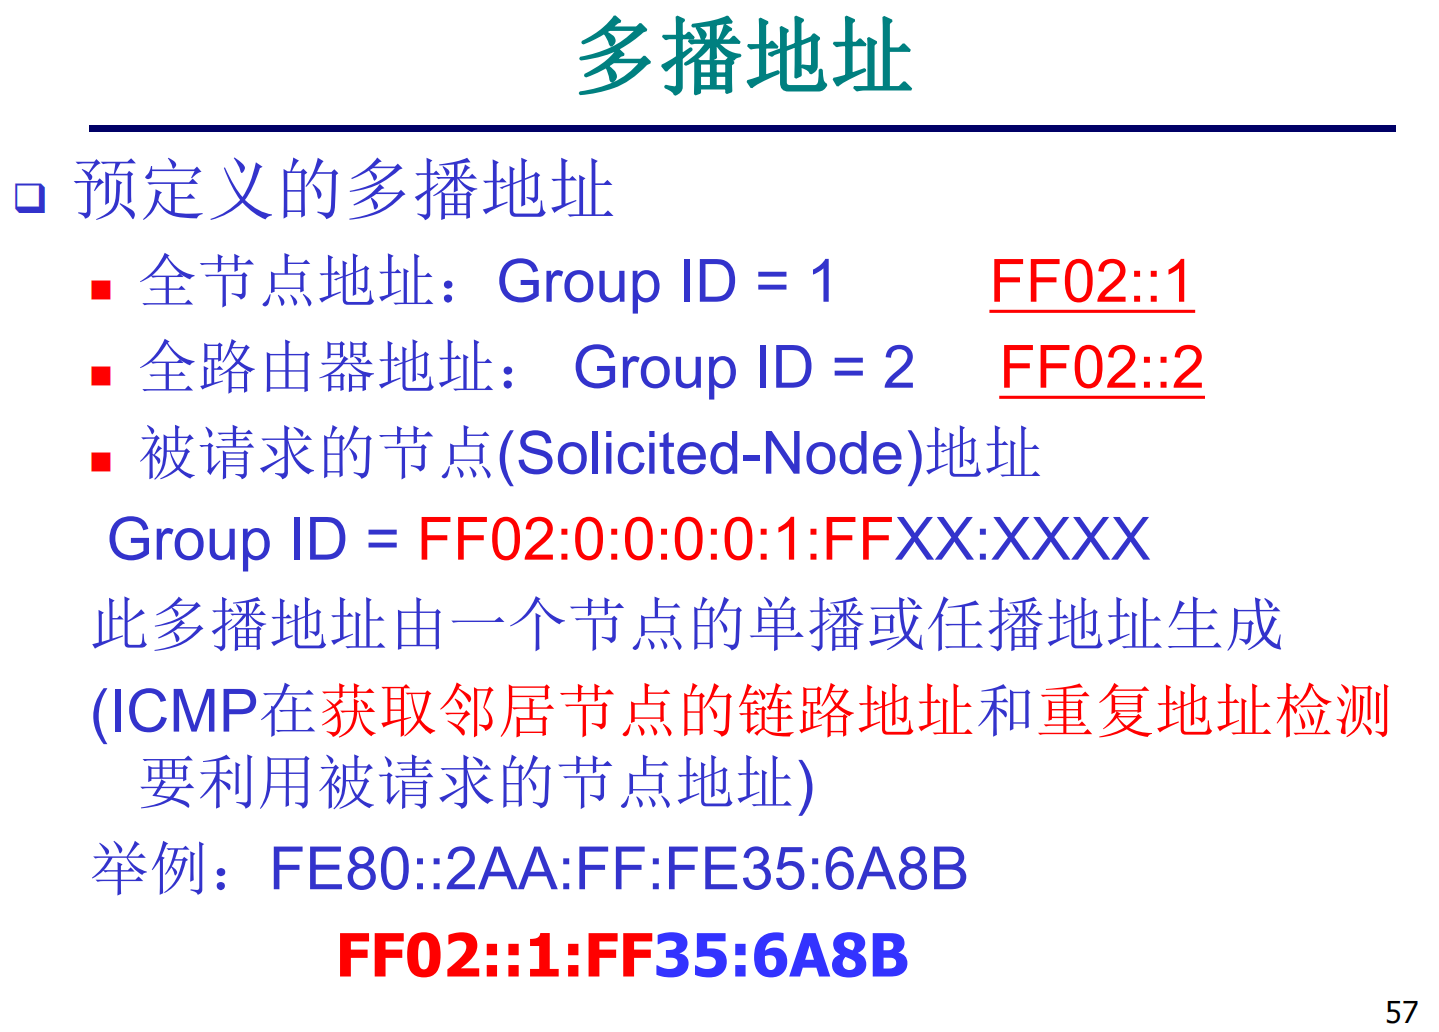 多播地址
预定义的多播地址
全节点地址：Group ID = 1 FF02::1
全路由器地址： Group ID = 2 FF02::2
被请求的节点(Solicited-Node)地址
Group ID = FF02:0:0:0:0:1:FFXX:XXXX
此多播地址由一个节点的单播或任播地址生成
(ICMP在获取邻居节点的链路地址和重复地址检测
要利用被请求的节点地址)
举例：FE80::2AA:FF:FE35:6A8B
FF02::1:FF35:6A8B
57